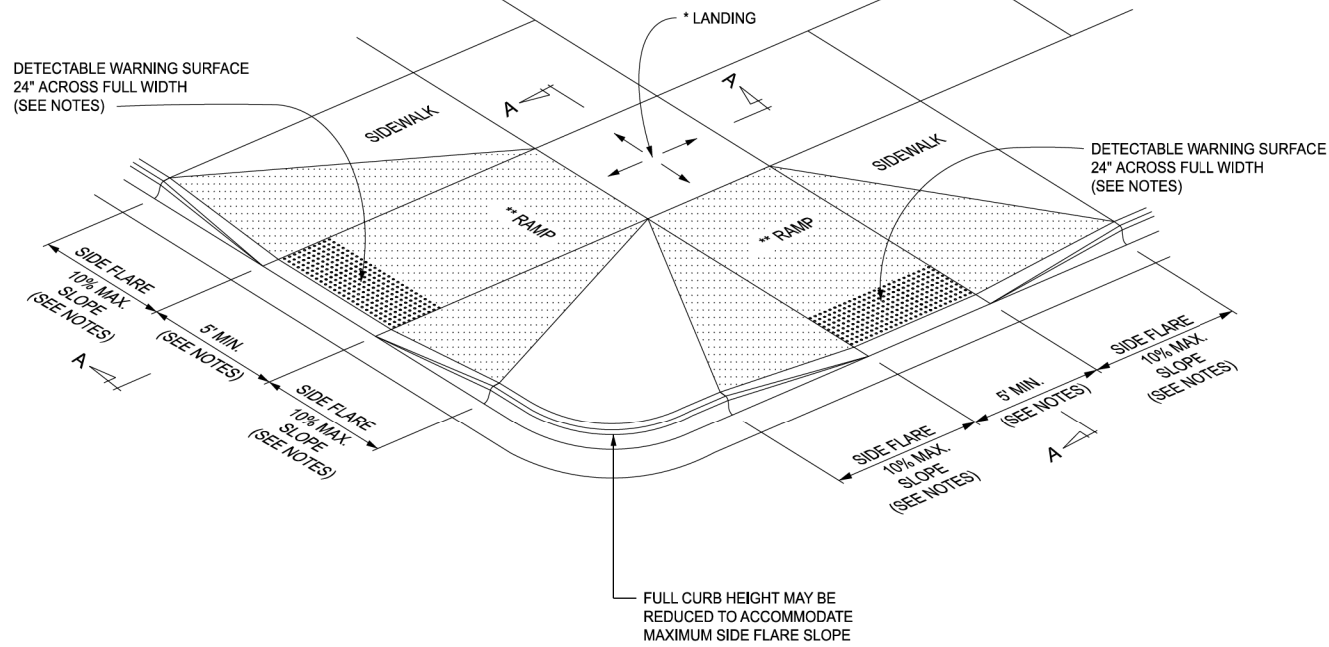 * LANDING
DETECTABLE WARNING SURFACE
24" ACROSS FULL WIDTH
(SEE NOTES)
A
A
SIDEWALK
SIDEWALK
DETECTABLE WARNING SURFACE
24" ACROSS FULL WIDTH
(SEE NOTES)
** RAMP
** RAMP
SIDE FLARE
10% MAX.
SLOPE
(SEE NOTES)
5' MIN.
(SEE NOTES)
SIDE FLARE
10% MAX.
SLOPE
(SEE NOTES)
A
SIDE FLARE
10% MAX.
SLOPE
(SEE NOTES)
5' MIN.
(SEE NOTES)
SIDE FLARE
10% MAX.
SLOPE
(SEE NOTES)
A
FULL CURB HEIGHT MAY BE
REDUCED TO ACCOMMODATE
MAXIMUM SIDE FLARE SLOPE